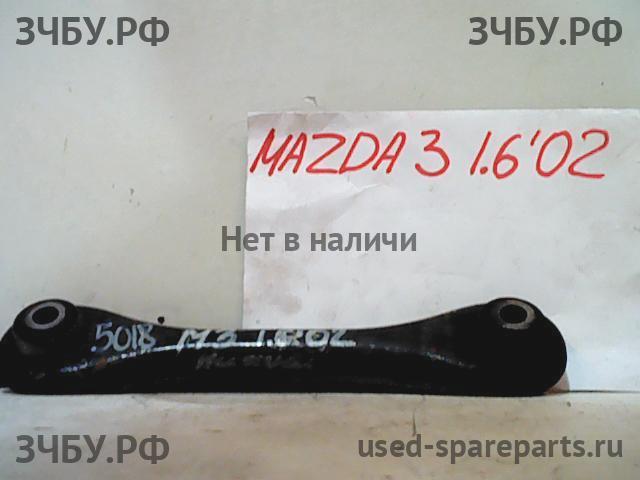 ЗЧБУ.РФ ЗЧБУ.РФ
MAZDA 3 1.6'02
Нет в наличи
5018 M3 1.6'02
ЗЧБУ.РФ used-spareparts.ru